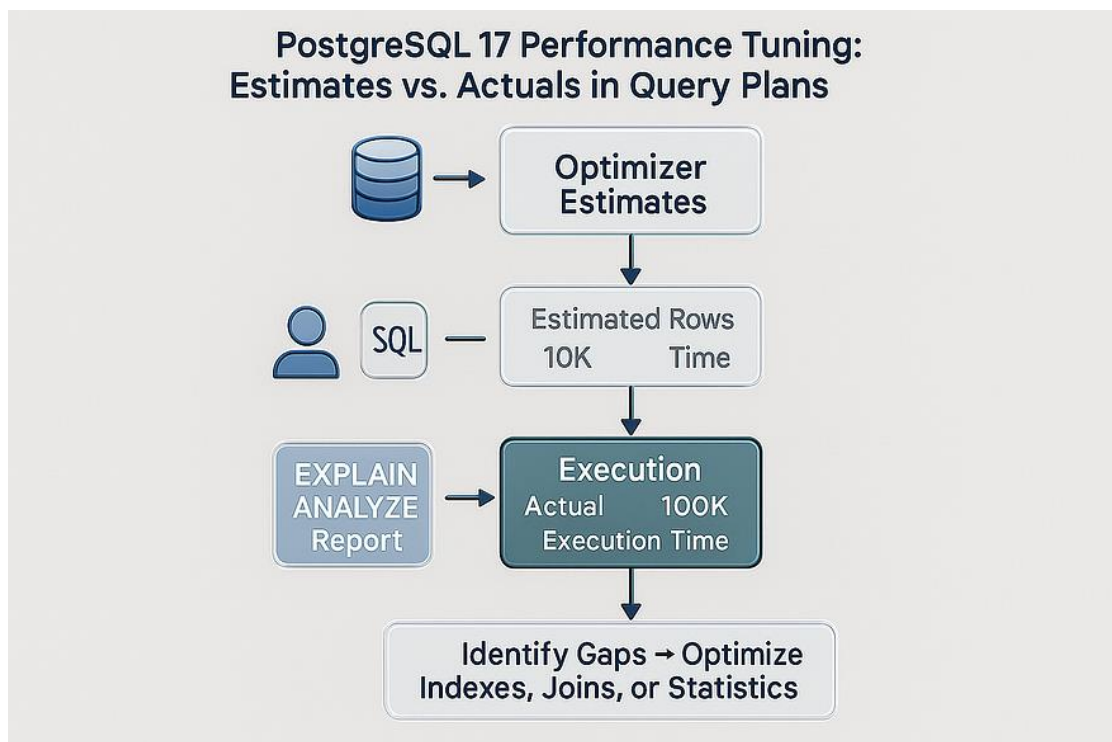 PostgreSQL 17 Performance Tuning:
Estimates vs. Actuals in Query Plans
Optimizer
Estimates
SQL
Estimated Rows
10K Time
EXPLAIN
ANALYZE
Report
Execution
Actual 100K
Execution Time
Identify Gaps → Optimize
Indexes, Joins, or Statistics